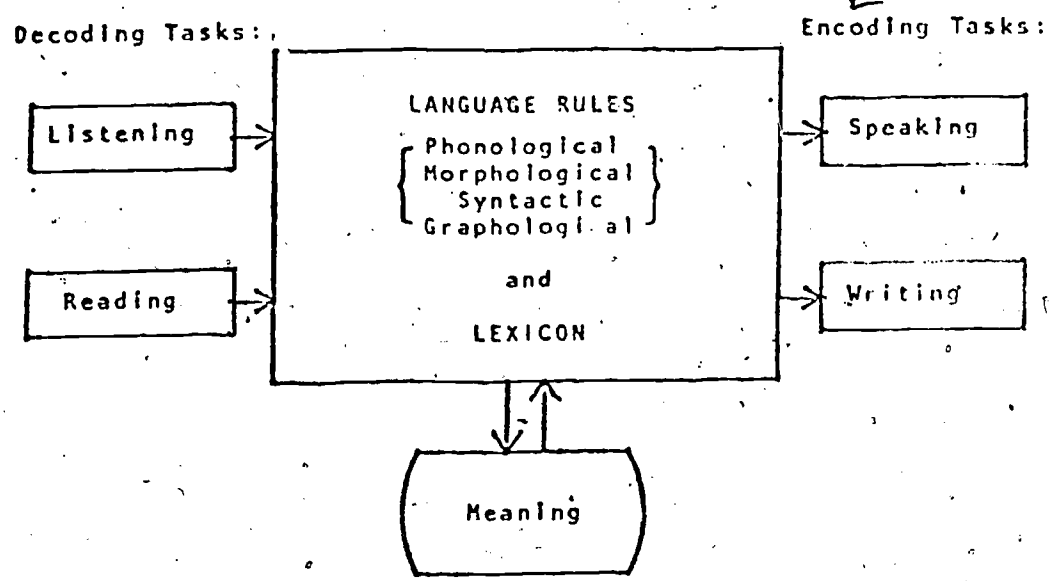 Decoding Tasks:
Encoding Tasks:
Listening
Reading
LANGUAGE RULES
Phonological
Morphological
Syntactic
Graphological
and
LEXICON
Speaking
Writing
Meaning